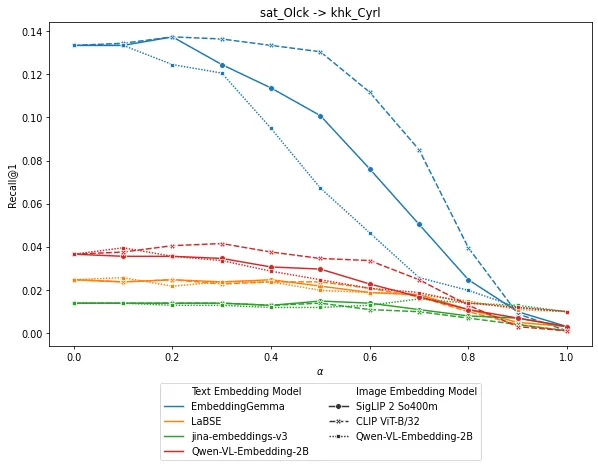 sat_Olck -> khk_Cyrl
Recall@1
0.14
0.12
0.10
0.08
0.06
0.04
0.02
0.00
0.0 0.2 0.4 0.6 0.8 1.0
α
Text Embedding Model Image Embedding Model
EmbeddingGemma SigLIP 2 So400m
LaBSE CLIP ViT-B/32
jina-embeddings-v3 Qwen-VL-Embedding-2B
Qwen-VL-Embedding-2B